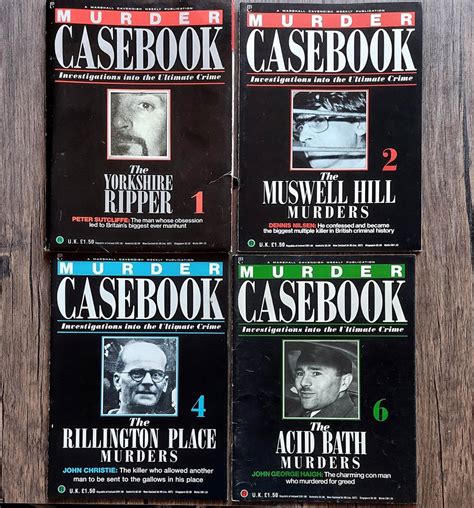 A MARSHALL CAVENDISH WEEKLY PUBLICATION
MURDER
CASEBOOK
Investigations into the Ultimate Crime
The
YORKSHIRE
RIPPER 1
PETER SUTCLIFFE: The man whose obsession
led to Britain's biggest ever manhunt
U.K. £1.50
A MARSHALL CAVENDISH WEEKLY PUBLICATION
MURDER
CASEBOOK
Investigations into the Ultimate Crime
2
The
MUSWELL HILL
MURDERS
DENNIS NILSEN: He confessed and became
the biggest multiple killer in British criminal history
U.K. £1.50
A MARSHALL CAVENDISH WEEKLY PUBLICATION
MURDER
CASEBOOK
Investigations into the Ultimate Crime
4
The
RILLINGTON PLACE
MURDERS
JOHN CHRISTIE: The killer who allowed another
man to be sent to the gallows in his place
U.K. £1.50
A MARSHALL CAVENDISH WEEKLY PUBLICATION
MURDER
CASEBOOK
Investigations into the Ultimate Crime
6
The
ACID BATH
MURDERS
JOHN GEORGE HAIGH: The charming con man
who murdered for greed
U.K. £1.50